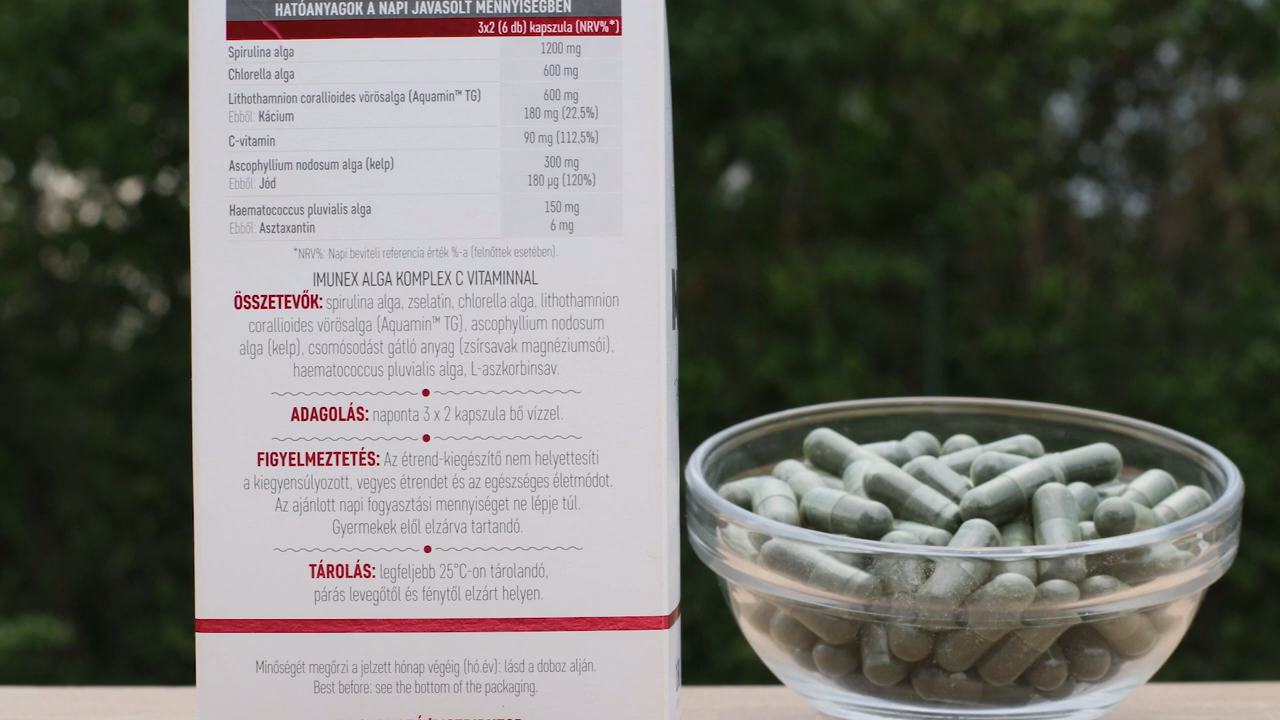 HATÓANYAGOK A NAPI JAVASOLT MENNYISÉGBEN
3x2 (6 db) kapszula (NRV%*)
Spirulina alga 1200 mg
Chlorella alga 600 mg
Lithothamnion corallioides vörösalga (Aquamin™ TG) 600 mg
Ebből: Kácium 180 mg (22,5%)
C-vitamin 90 mg (112,5%)
Ascophyllium nodosum alga (kelp) 300 mg
Ebből: Jód 180 µg (120%)
Haematococcus pluvialis alga 150 mg
Ebből: Asztaxantin 6 mg
*NRV%: Napi beviteli referencia érték %-a (felnőttek esetében).
IMUNEX ALGA KOMPLEX C VITAMINNAL
ÖSSZETEVŐK: spirulina alga, zselatin, chlorella alga, lithothamnion
corallioides vörösalga (Aquamin™ TG), ascophyllium nodosum
alga (kelp), csomósodást gátló anyag (zsírsavak magnéziumsói),
haematococcus pluvialis alga, L-aszkorbinsav.
ADAGOLÁS: naponta 3 x 2 kapszula bő vízzel.
FIGYELMEZTETÉS: Az étrend-kiegészítő nem helyettesíti
a kiegyensúlyozott, vegyes étrendet és az egészséges életmódot.
Az ajánlott napi fogyasztási mennyiséget ne lépje túl.
Gyermekek elől elzárva tartandó.
TÁROLÁS: legfeljebb 25°C-on tárolandó,
párás levegőtől és fénytől elzárt helyen.
Minőségét megőrzi a jelzett hónap végéig (hó.év): lásd a doboz alján.
Best before: see the bottom of the packaging.